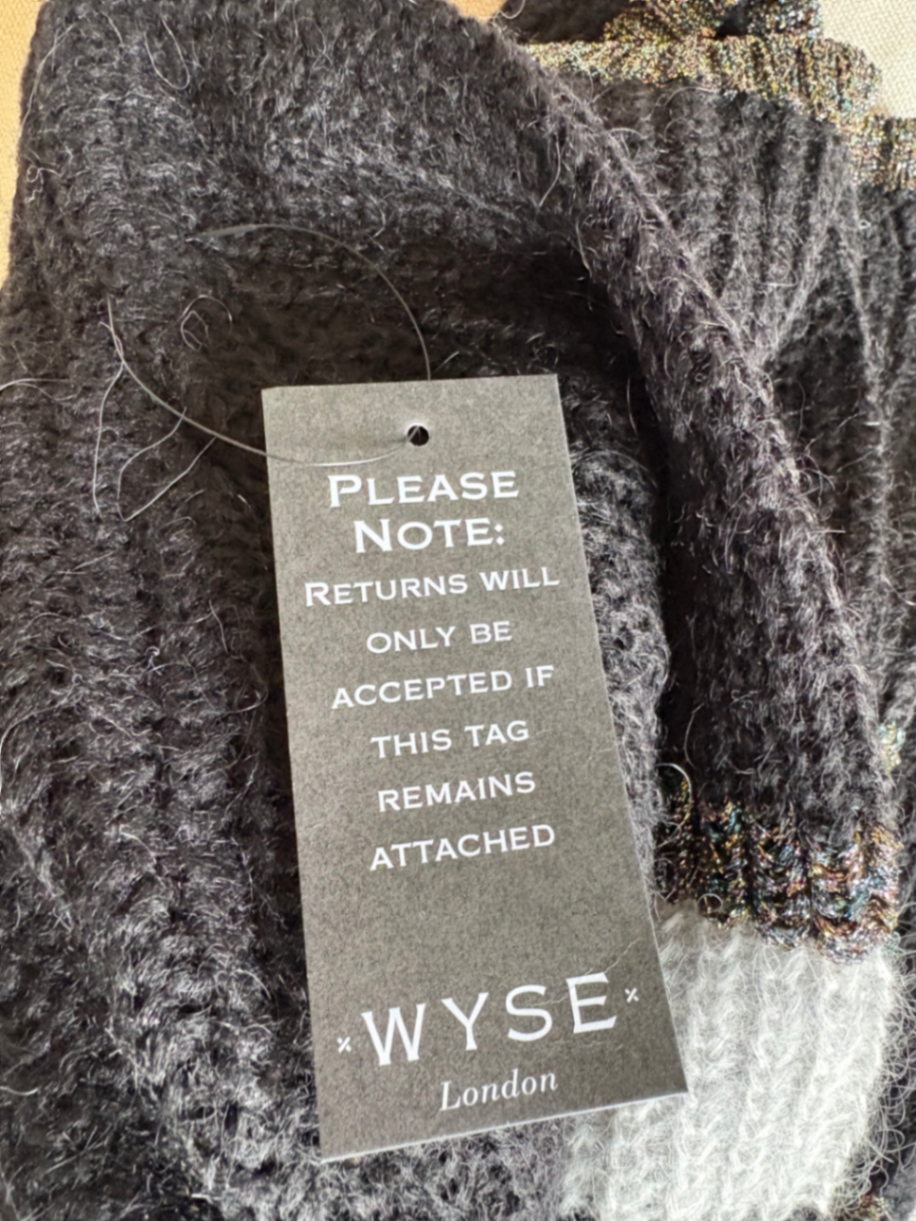 PLEASE
NOTE:
RETURNS WILL
ONLY BE
ACCEPTED IF
THIS TAG
REMAINS
ATTACHED
WYSE
London